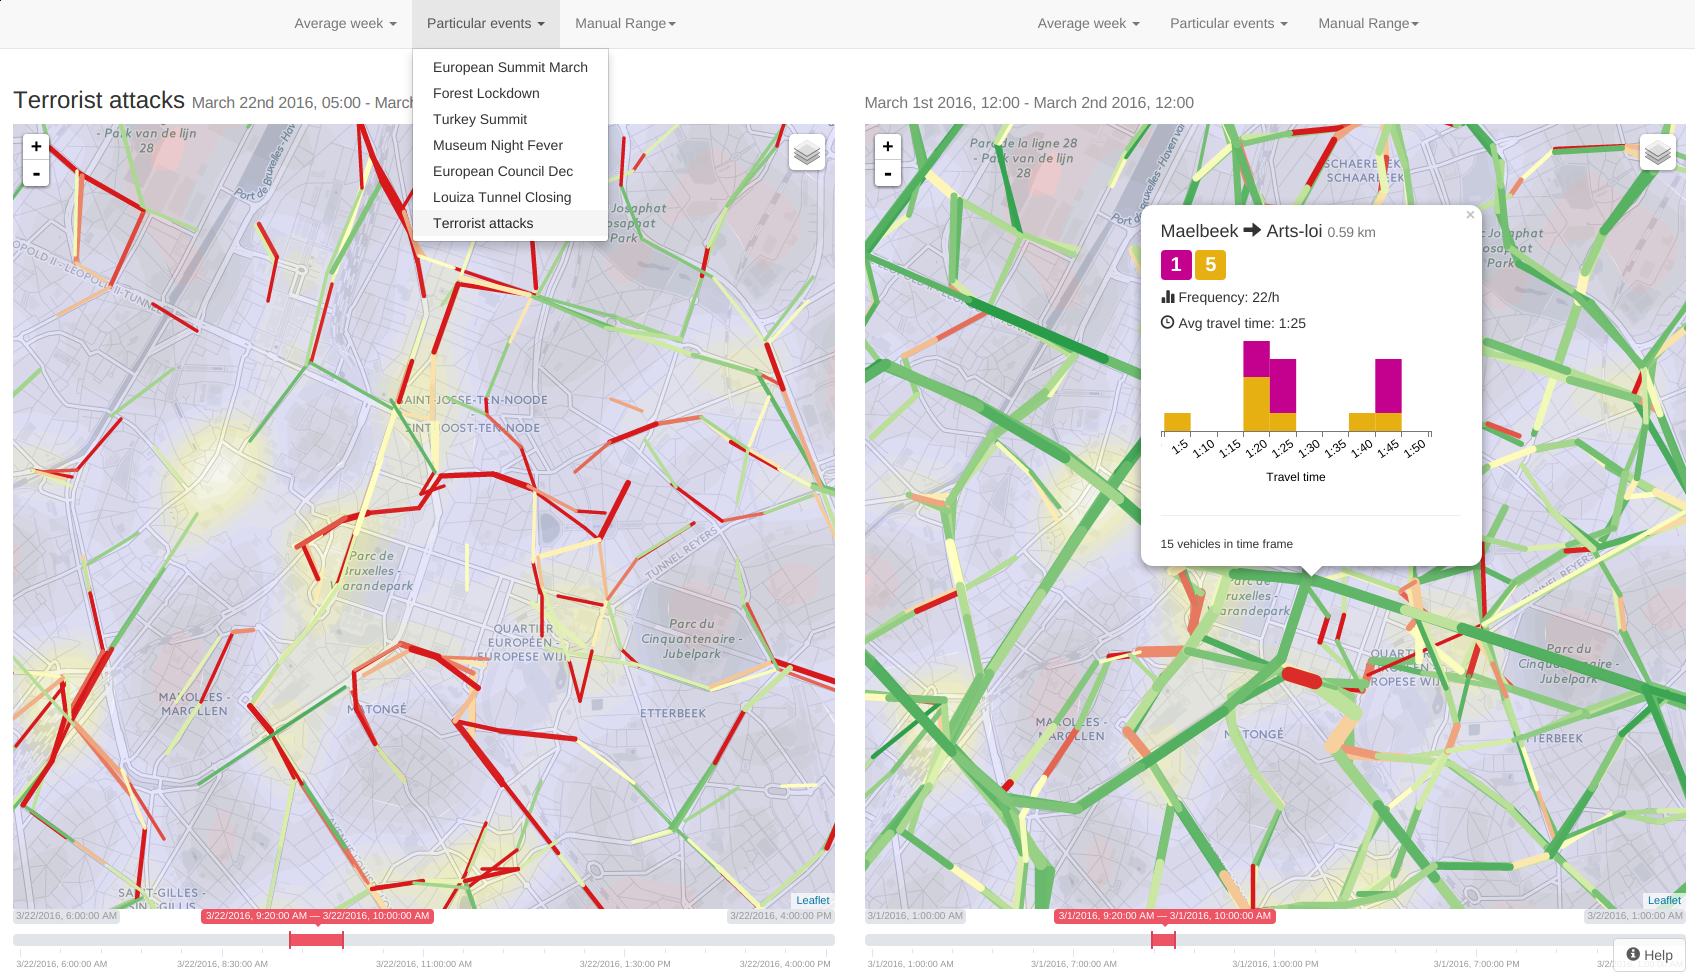 Average week
Particular events
Manual Range
Average week
Particular events
Manual Range
European Summit March
Forest Lockdown
Turkey Summit
Museum Night Fever
European Council Dec
Louiza Tunnel Closing
Terrorist attacks
Terrorist attacks March 22nd 2016, 05:00 - March
March 1st 2016, 12:00 - March 2nd 2016, 12:00
+
-
- Park van de lijn
28
Port de Bruxelles - Hav
Josaphat
Josaphat
Park
SAINT-JOSSE-TEN-NOODE
SINT-JOOST-TEN-NODE
Parc de
Bruxelles -
Warandepark
TUNNEL REYERS
QUARTIER
EUROPÉEN -
EUROPESE WIJK
Parc du
Cinquantenaire -
Jubelpark
MAROLLES -
MAROLLEN
MATONGÉ
ETTERBEEK
SAINT-GILLES -
SINT-GILLIS
Leaflet
3/22/2016, 6:00:00 AM
3/22/2016, 9:20:00 AM — 3/22/2016, 10:00:00 AM
3/22/2016, 4:00:00 PM
3/22/2016, 6:00:00 AM
3/22/2016, 8:30:00 AM
3/22/2016, 11:00:00 AM
3/22/2016, 1:30:00 PM
3/22/2016, 4:00:00 PM
+
-
Parc de la ligne 28
- Park van de lijn
28
SCHAERBEEK
SCHAARBEEK
Josaphat
Josaphat
Park
Maelbeek → Arts-loi 0.59 km
×
1 5
Frequency: 22/h
Avg travel time: 1:25
1:5 1:10 1:15 1:20 1:25 1:30 1:35 1:40 1:45 1:50
Travel time
15 vehicles in time frame
Parc de
Bruxelles -
Warandepark
QUARTIER
EUROPESE WIJK
Parc du
Cinquantenaire -
Jubelpark
MAROLLES -
MAROLLEN
MATONGÉ
ETTERBEEK
Leaflet
3/1/2016, 1:00:00 AM
3/1/2016, 9:20:00 AM — 3/1/2016, 10:00:00 AM
3/2/2016, 1:00:00 AM
3/1/2016, 1:00:00 AM
3/1/2016, 7:00:00 AM
3/1/2016, 1:00:00 PM
3/1/2016, 7:00:00 PM
Help